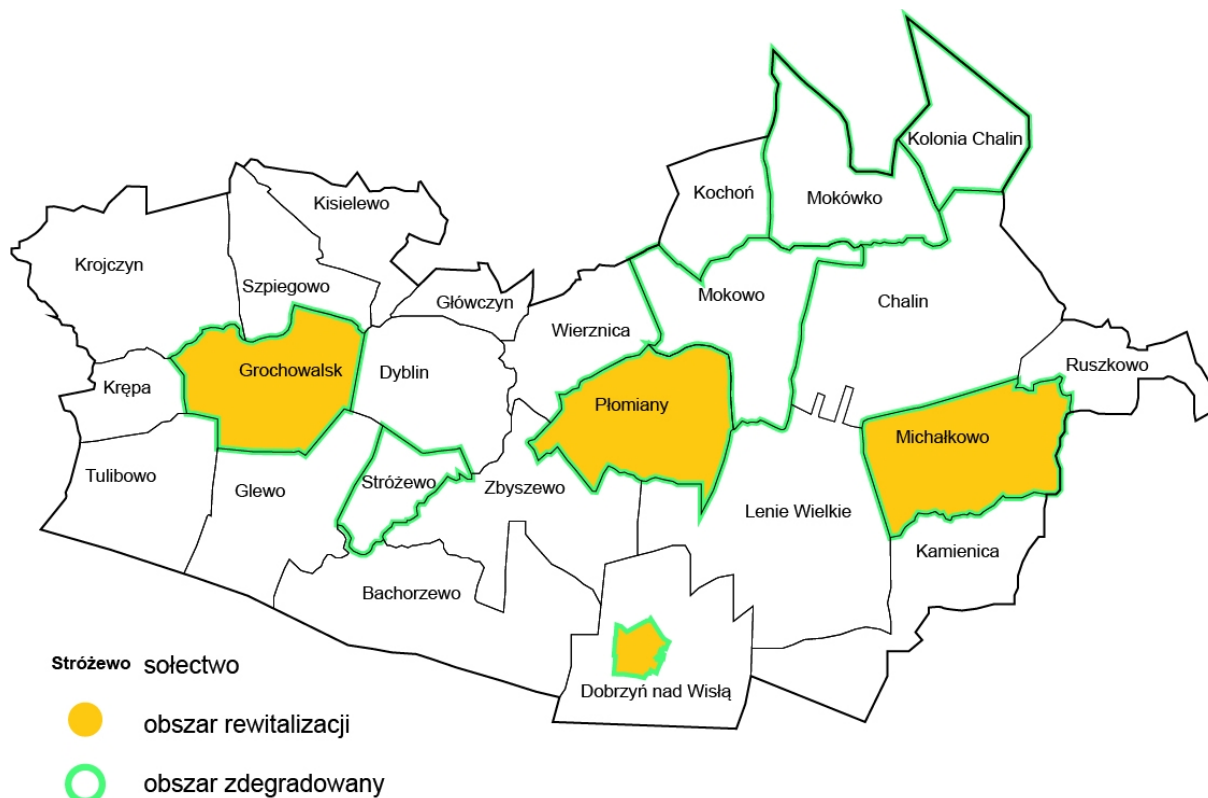 Kolonia Chalin
Kochoń
Mokówko
Kisielewo
Krojczyn
Szpiegowo
Główczyn
Mokowo
Chalin
Wierznica
Ruszkowo
Grochowalsk
Dyblin
Krępa
Płomiany
Michałkowo
Tulibowo
Glewo
Stróżewo
Zbyszewo
Lenie Wielkie
Kamienica
Bachorzewo
Dobrzyń nad Wisłą
Stróżewo sołectwo
obszar rewitalizacji
obszar zdegradowany